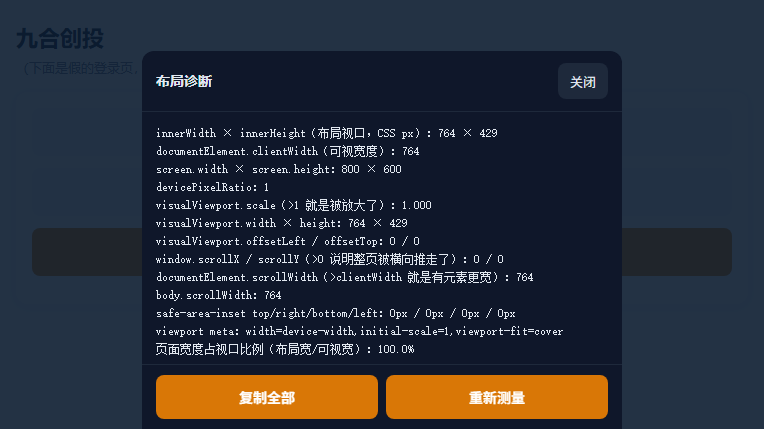 九合创投
(下面是假的登录页,
布局诊断
关闭
innerWidth × innerHeight（布局视口，CSS px）: 764 × 429
documentElement.clientWidth（可视宽度）: 764
screen.width × screen.height: 800 × 600
devicePixelRatio: 1
visualViewport.scale（>1 就是被放大了）: 1.000
visualViewport.width × height: 764 × 429
visualViewport.offsetLeft / offsetTop: 0 / 0
window.scrollX / scrollY（>0 说明整页被横向推走了）: 0 / 0
documentElement.scrollWidth（>clientWidth 就是有元素更宽）: 764
body.scrollWidth: 764
safe-area-inset top/right/bottom/left: 0px / 0px / 0px / 0px
viewport meta: width=device-width,initial-scale=1,viewport-fit=cover
页面宽度占视口比例（布局宽/可视宽）: 100.0%
复制全部
重新测量